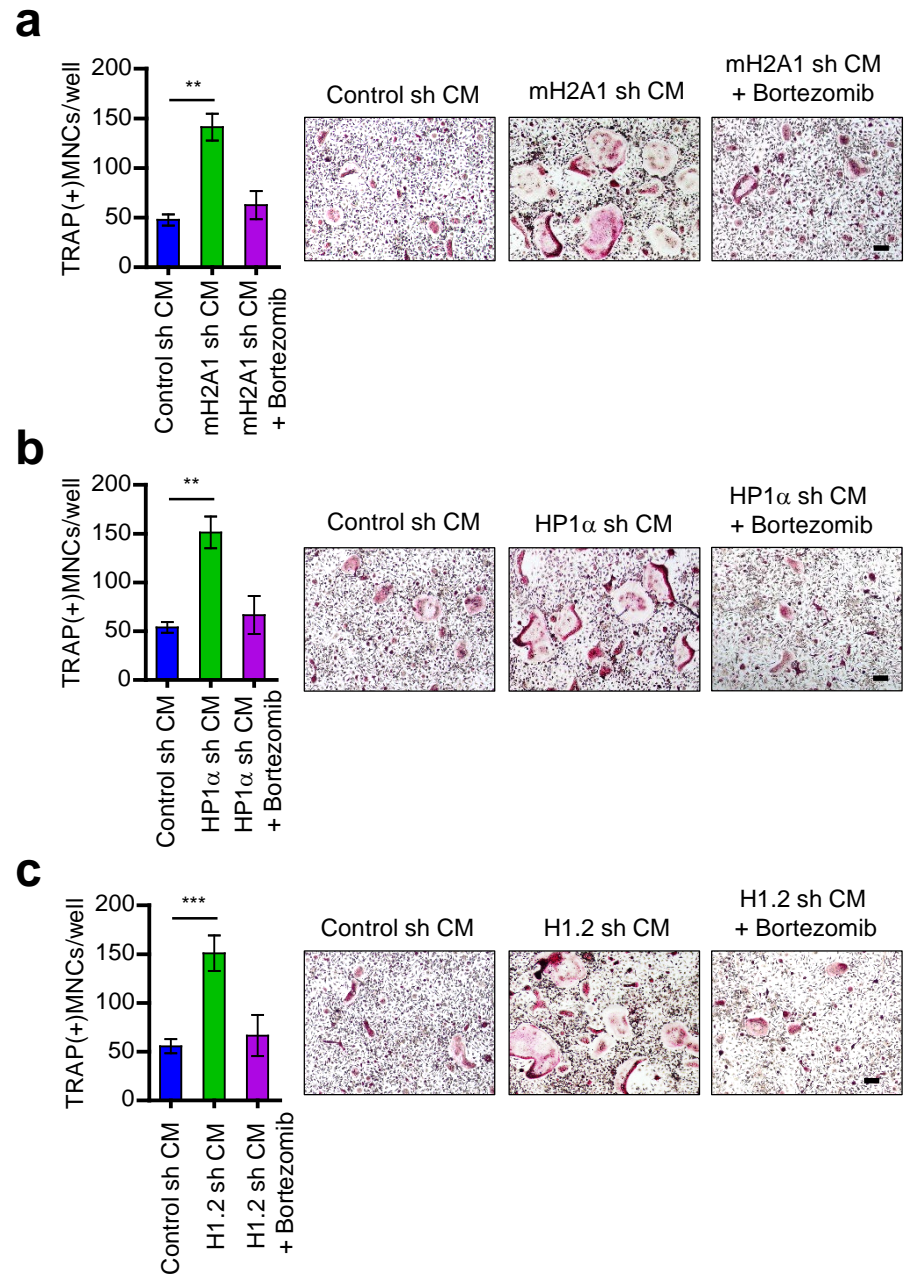 a
TRAP(+)MNCs/well
200
150
100
50
0
**
Control sh CM
mH2A1 sh CM
mH2A1 sh CM
+ Bortezomib
Control sh CM
mH2A1 sh CM
mH2A1 sh CM
+ Bortezomib
b
TRAP(+)MNCs/well
200
150
100
50
0
**
Control sh CM
HP1α sh CM
HP1α sh CM
+ Bortezomib
Control sh CM
HP1α sh CM
HP1α sh CM
+ Bortezomib
c
TRAP(+)MNCs/well
200
150
100
50
0
***
Control sh CM
H1.2 sh CM
H1.2 sh CM
+ Bortezomib
Control sh CM
H1.2 sh CM
H1.2 sh CM
+ Bortezomib